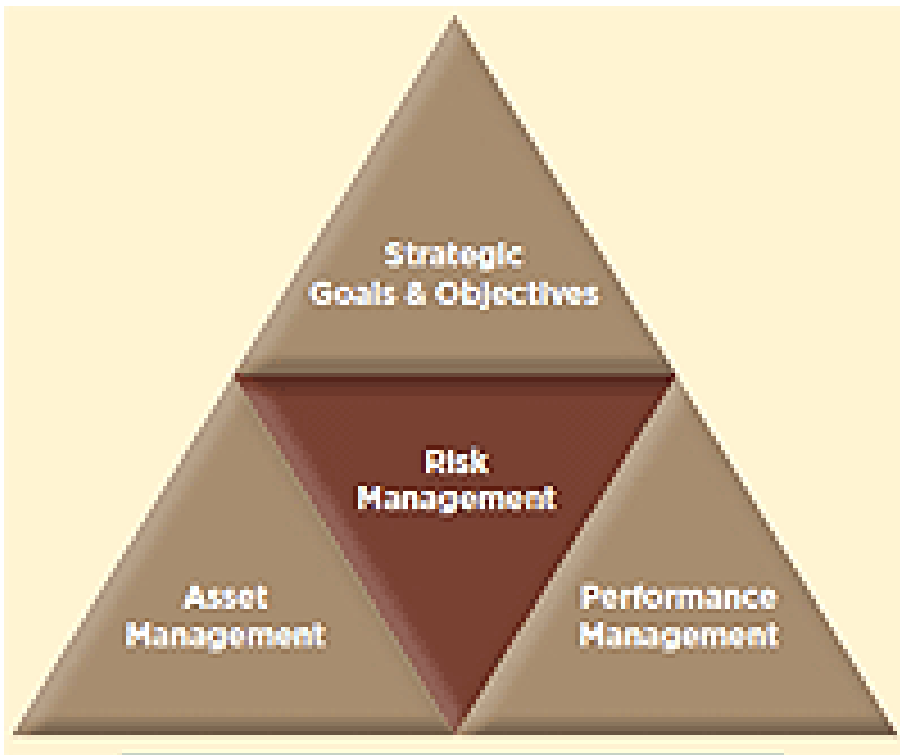 Strategic
Goals & Objectives
Risk
Management
Asset
Management
Performance
Management